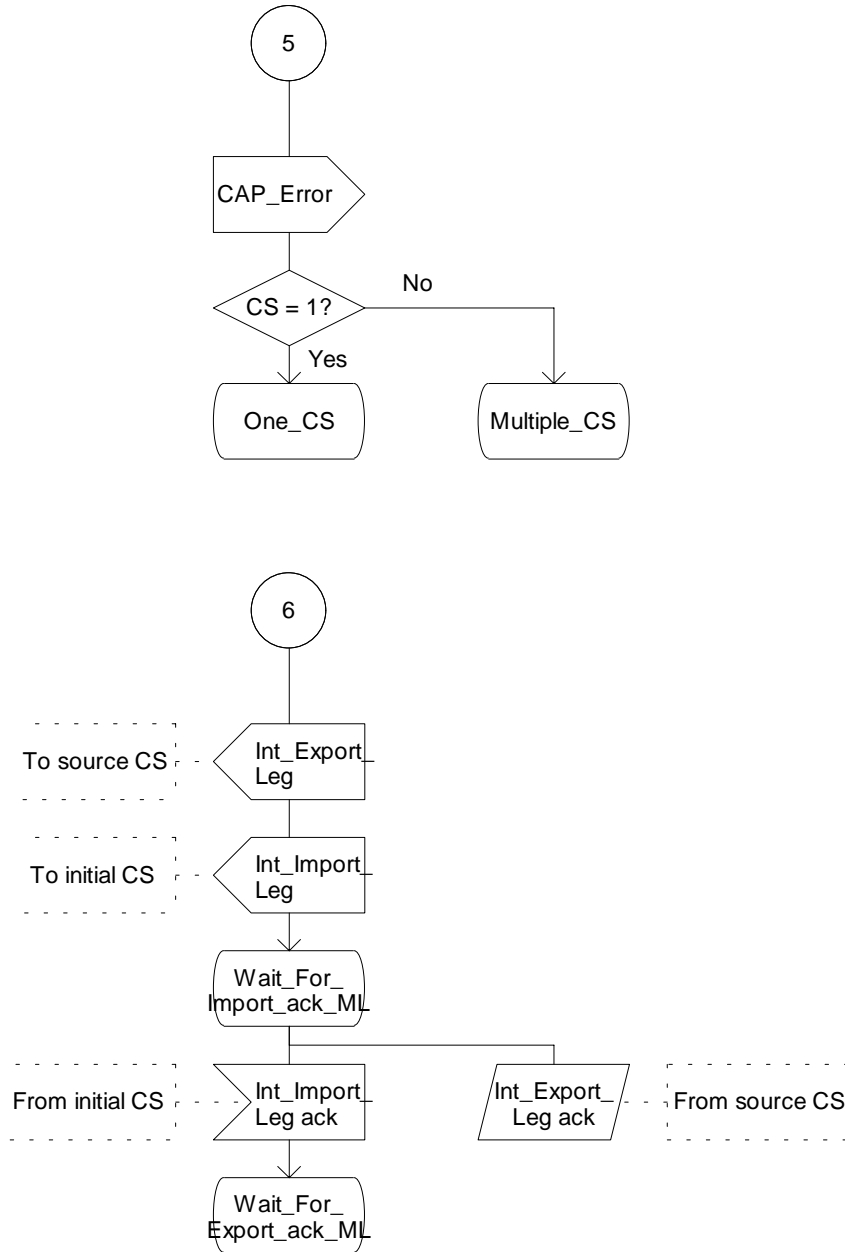 5
CAP_Error
CS = 1?
No
Yes
One_CS
Multiple_CS
6
To source CS
Int_Export_
Leg
To initial CS
Int_Import_
Leg
Wait_For_
Import_ack_ML
From initial CS
Int_Import_
Leg ack
Int_Export_
Leg ack
From source CS
Wait_For_
Export_ack_ML